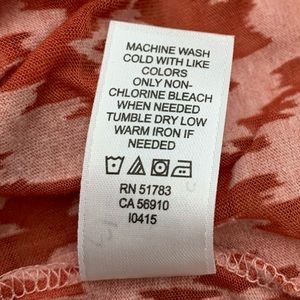 MACHINE WASH
COLD WITH LIKE
COLORS
ONLY NON-
CHLORINE BLEACH
WHEN NEEDED
TUMBLE DRY LOW
WARM IRON IF
NEEDED
RN 51783
CA 56910
I0415